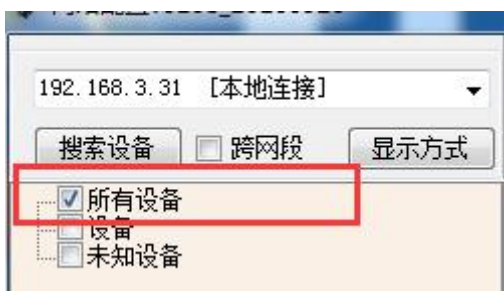 192.168.3.31 [本地连接]
搜索设备 跨网段 显示方式
所有设备
设备
未知设备